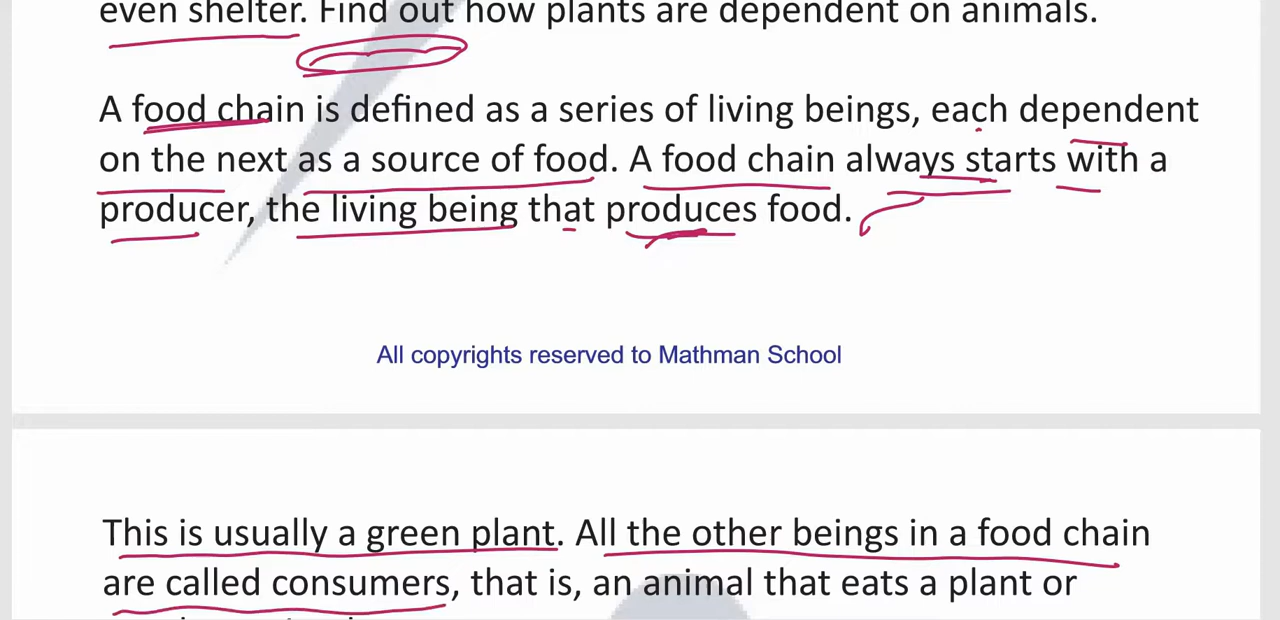 even shelter. Find out how plants are dependent on animals.
A food chain is defined as a series of living beings, each dependent
on the next as a source of food. A food chain always starts with a
producer, the living being that produces food.
All copyrights reserved to Mathman School
This is usually a green plant. All the other beings in a food chain
are called consumers, that is, an animal that eats a plant or